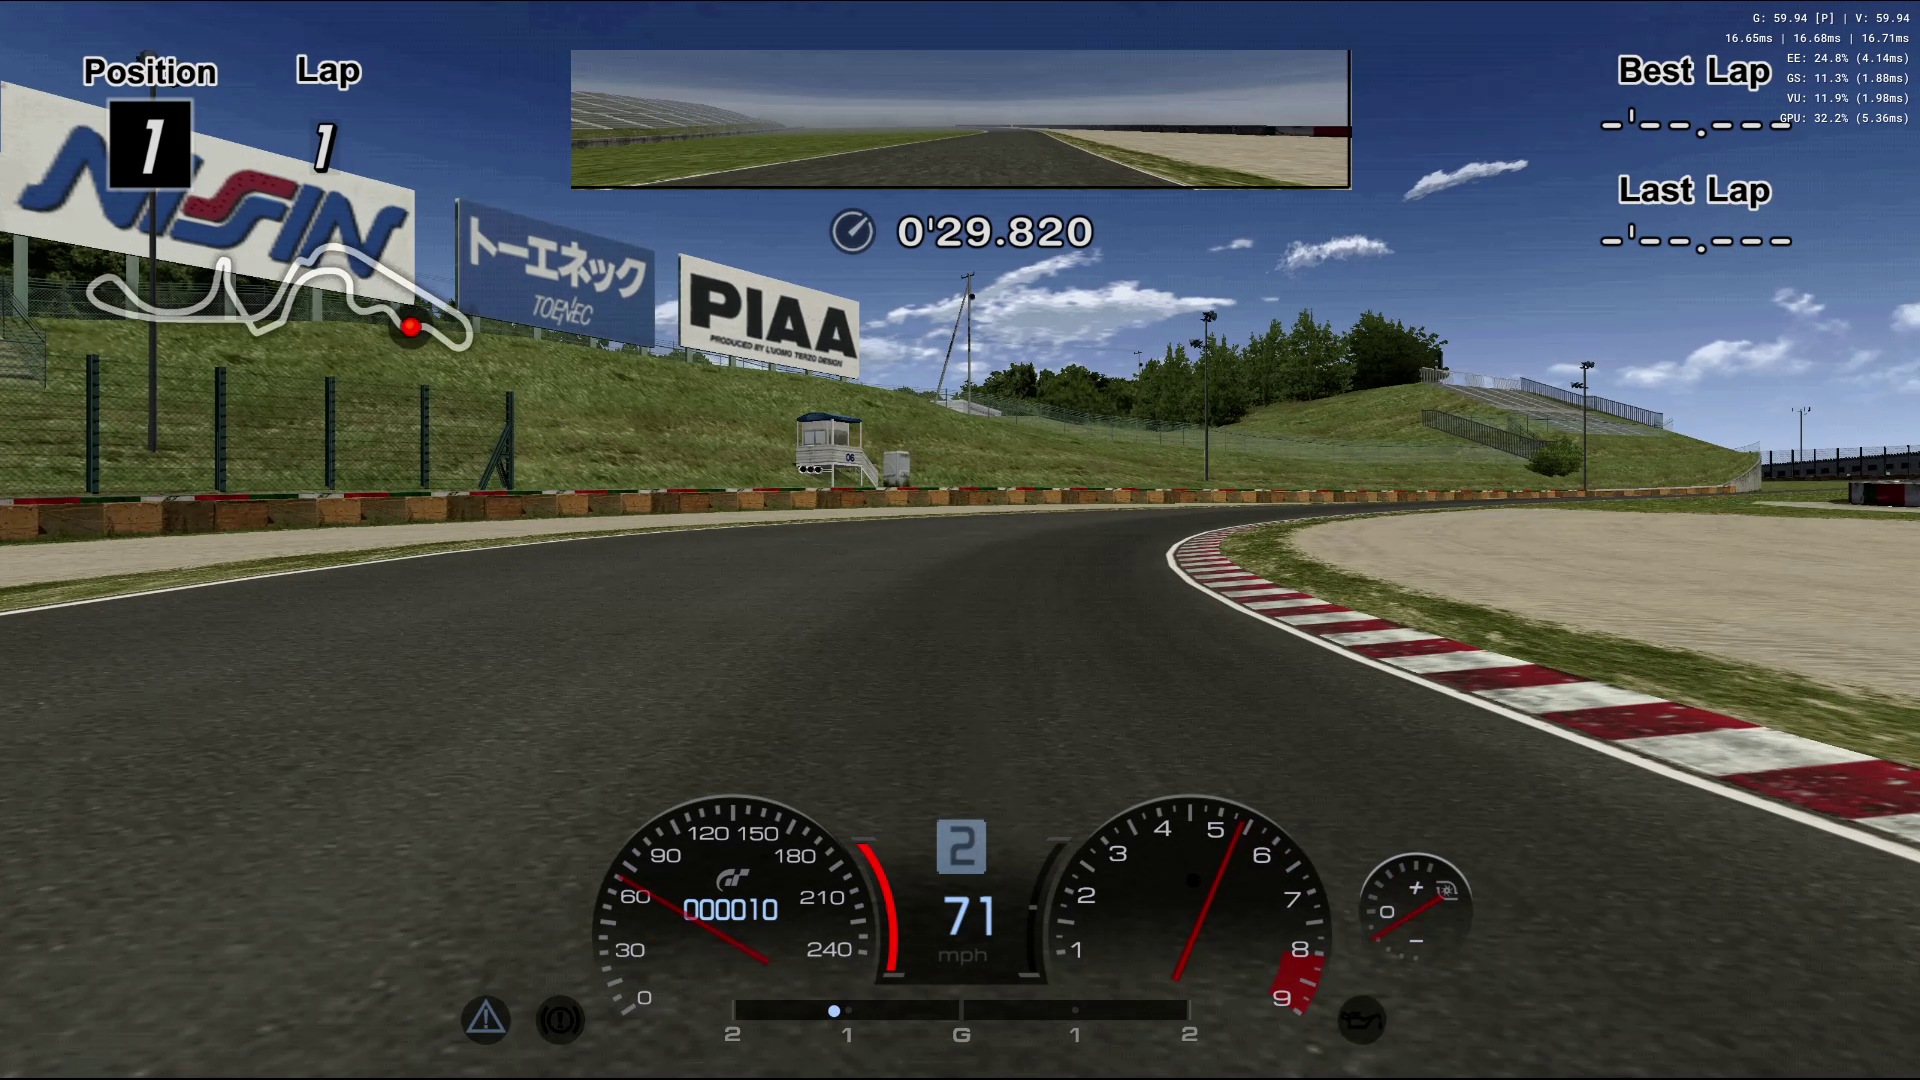 G: 59.94 [P] | V: 59.94
16.65ms | 16.68ms | 16.71ms
EE: 24.8% (4.14ms)
GS: 11.3% (1.88ms)
VU: 11.9% (1.98ms)
GPU: 32.2% (5.36ms)
Position Lap
1 1
Best Lap
--'--.---
Last Lap
--'--.---
0'29.820
NISSIN
トーエネック
TOENEC
PIAA
PRODUCED BY L'UOMO TERZO DESIGN
06
0 30 60 90 120 150 180 210 240
000010
2
71
mph
1 2 3 4 5 6 7 8 9
0 + -
2 1 G 1 2